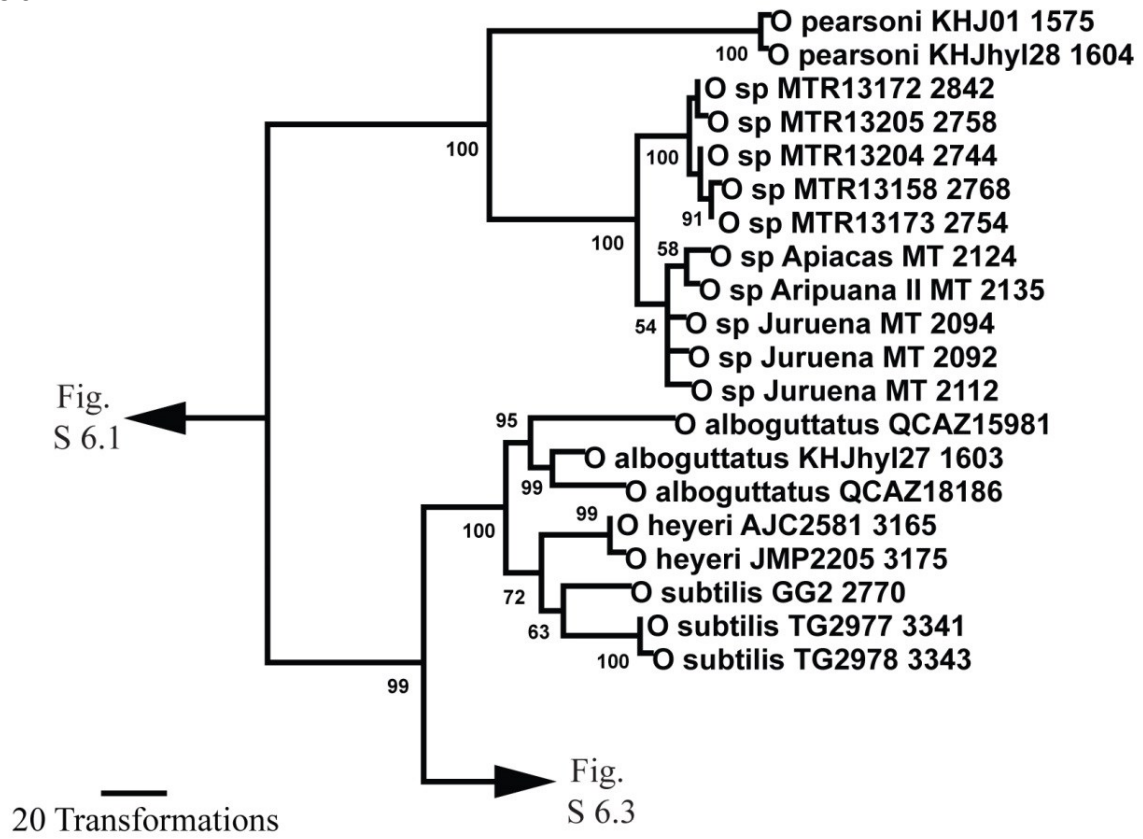 O pearsoni KHJ01 1575
O pearsoni KHJhyl28 1604
100
O sp MTR13172 2842
O sp MTR13205 2758
100
O sp MTR13204 2744
100
O sp MTR13158 2768
91
O sp MTR13173 2754
100
58
O sp Apiacas MT 2124
O sp Aripuana II MT 2135
54
O sp Juruena MT 2094
O sp Juruena MT 2092
O sp Juruena MT 2112
Fig.
S 6.1
95
O alboguttatus QCAZ15981
O alboguttatus KHJhyl27 1603
99
O alboguttatus QCAZ18186
100
99
O heyeri AJC2581 3165
O heyeri JMP2205 3175
72
O subtilis GG2 2770
63
O subtilis TG2977 3341
100
O subtilis TG2978 3343
99
Fig.
S 6.3
20 Transformations